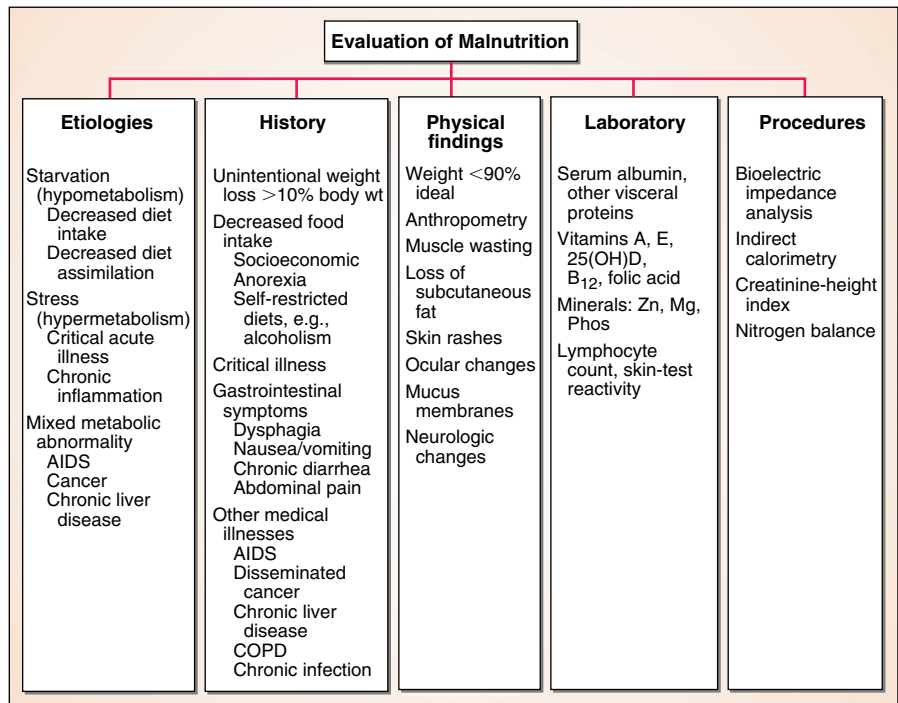 Evaluation of Malnutrition
Etiologies
Starvation
(hypometabolism)
Decreased diet
intake
Decreased diet
assimilation
Stress
(hypermetabolism)
Critical acute
illness
Chronic
inflammation
Mixed metabolic
abnormality
AIDS
Cancer
Chronic liver
disease
History
Unintentional weight
loss >10% body wt
Decreased food
intake
Socioeconomic
Anorexia
Self-restricted
diets, e.g.,
alcoholism
Critical illness
Gastrointestinal
symptoms
Dysphagia
Nausea/vomiting
Chronic diarrhea
Abdominal pain
Other medical
illnesses
AIDS
Disseminated
cancer
Chronic liver
disease
COPD
Chronic infection
Physical
findings
Weight <90%
ideal
Anthropometry
Muscle wasting
Loss of
subcutaneous
fat
Skin rashes
Ocular changes
Mucus
membranes
Neurologic
changes
Laboratory
Serum albumin,
other visceral
proteins
Vitamins A, E,
25(OH)D,
B₁₂, folic acid
Minerals: Zn, Mg,
Phos
Lymphocyte
count, skin-test
reactivity
Procedures
Bioelectric
impedance
analysis
Indirect
calorimetry
Creatinine-height
index
Nitrogen balance